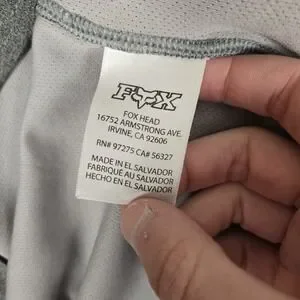 FOX
FOX HEAD
16752 ARMSTRONG AVE.
IRVINE, CA 92606
RN# 97275 CA# 56327
MADE IN EL SALVADOR
FABRIQUÉ AU SALVADOR
HECHO EN EL SALVADOR